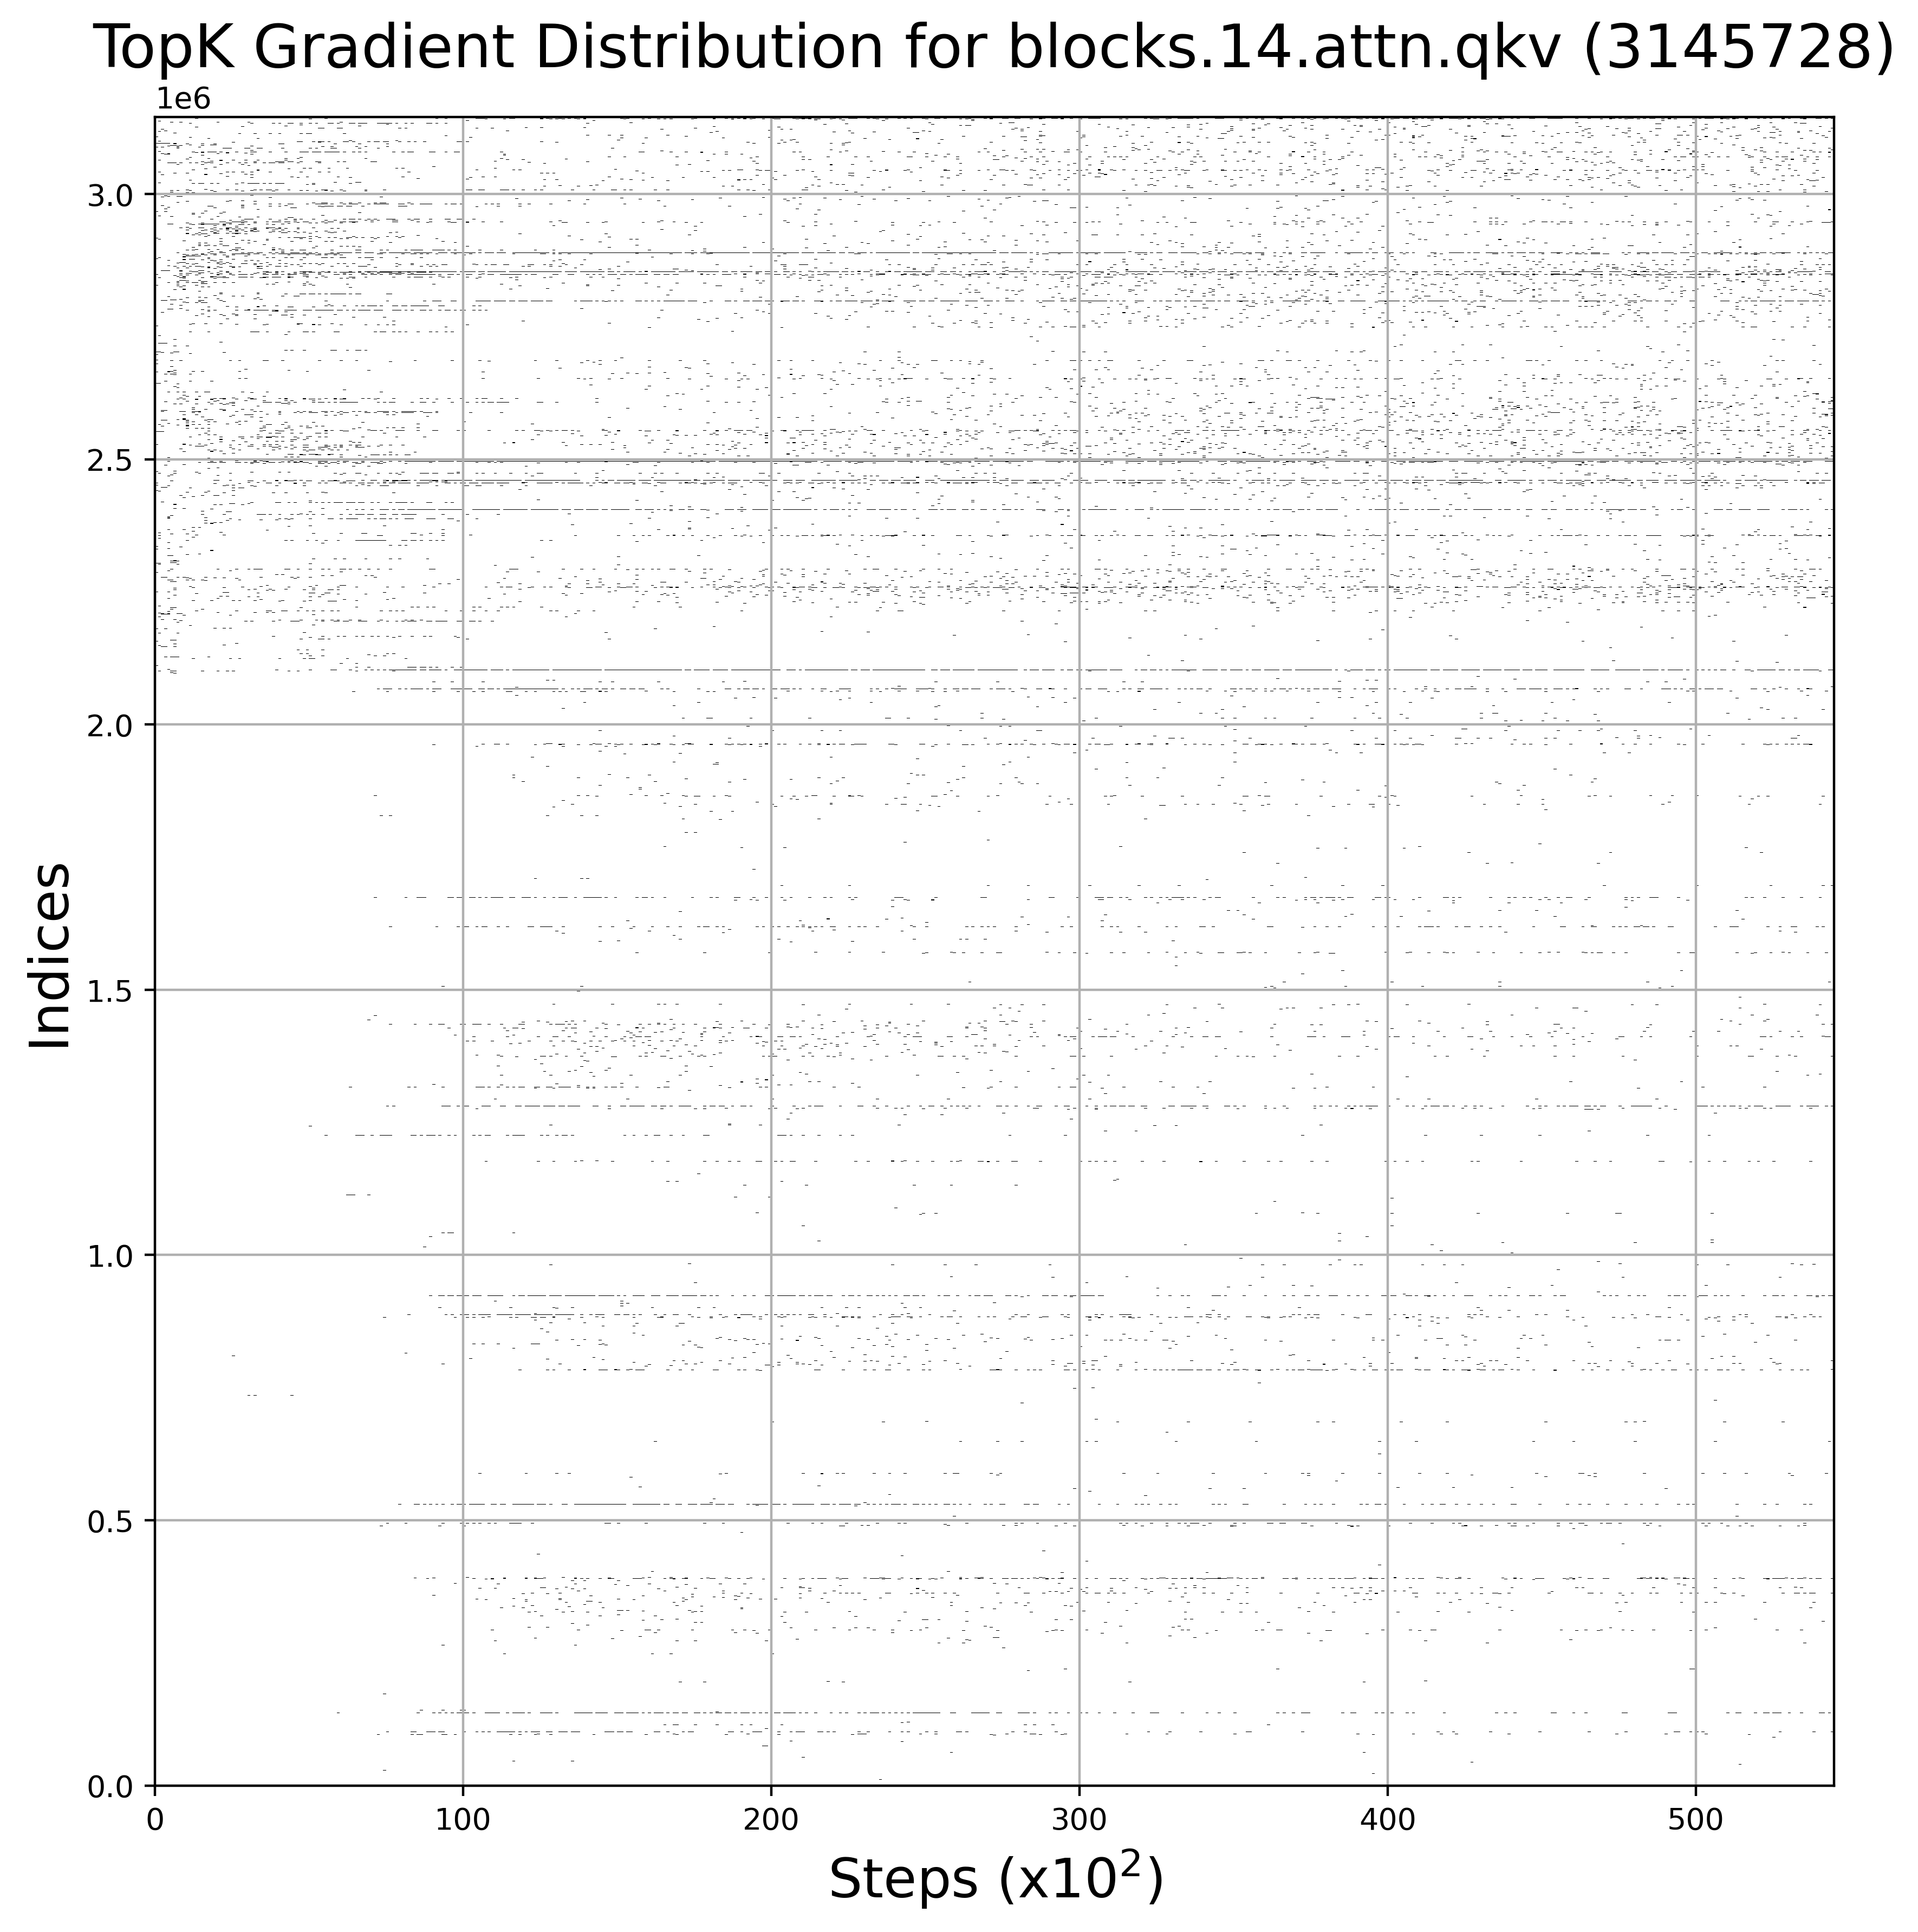 TopK Gradient Distribution for blocks.14.attn.qkv (3145728)
1e6
3.0
2.5
2.0
1.5
1.0
0.5
0.0
Indices
0 100 200 300 400 500
Steps (x10²)